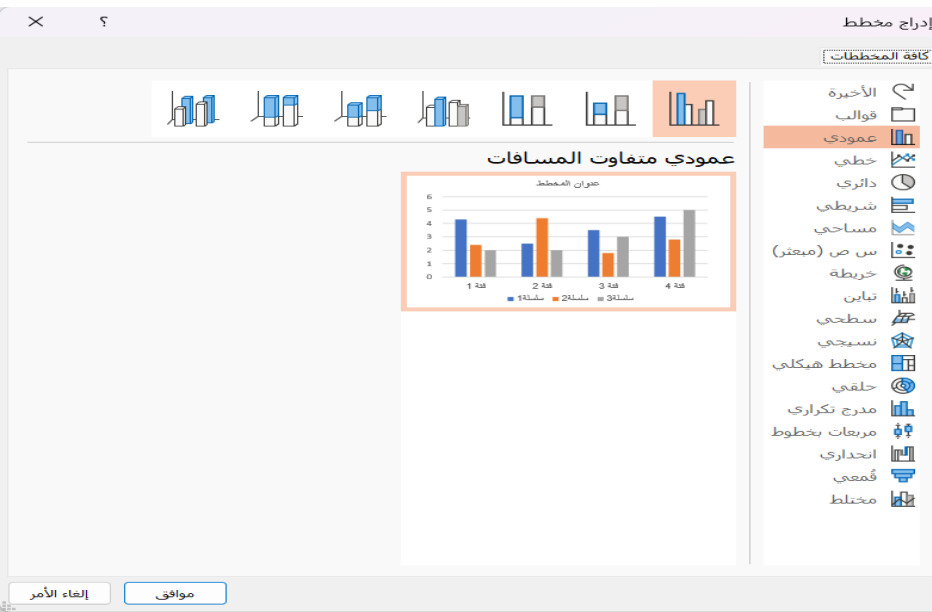 إدراج مخطط
؟
كافة المخططات
الأخيرة
قوالب
عمودي
خطي
دائري
شريطي
مساحي
س ص (مبعثر)
خريطة
تباين
سطحي
نسيجي
مخطط هيكلي
حلقي
مدرج تكراري
مربعات بخطوط
انحداري
قُمعي
مختلط
عمودي متفاوت المسافات
عنوان المخطط
6
5
4
3
2
1
0
فئة 1 فئة 2 فئة 3 فئة 4
سلسلة1 سلسلة2 سلسلة3
موافق
إلغاء الأمر